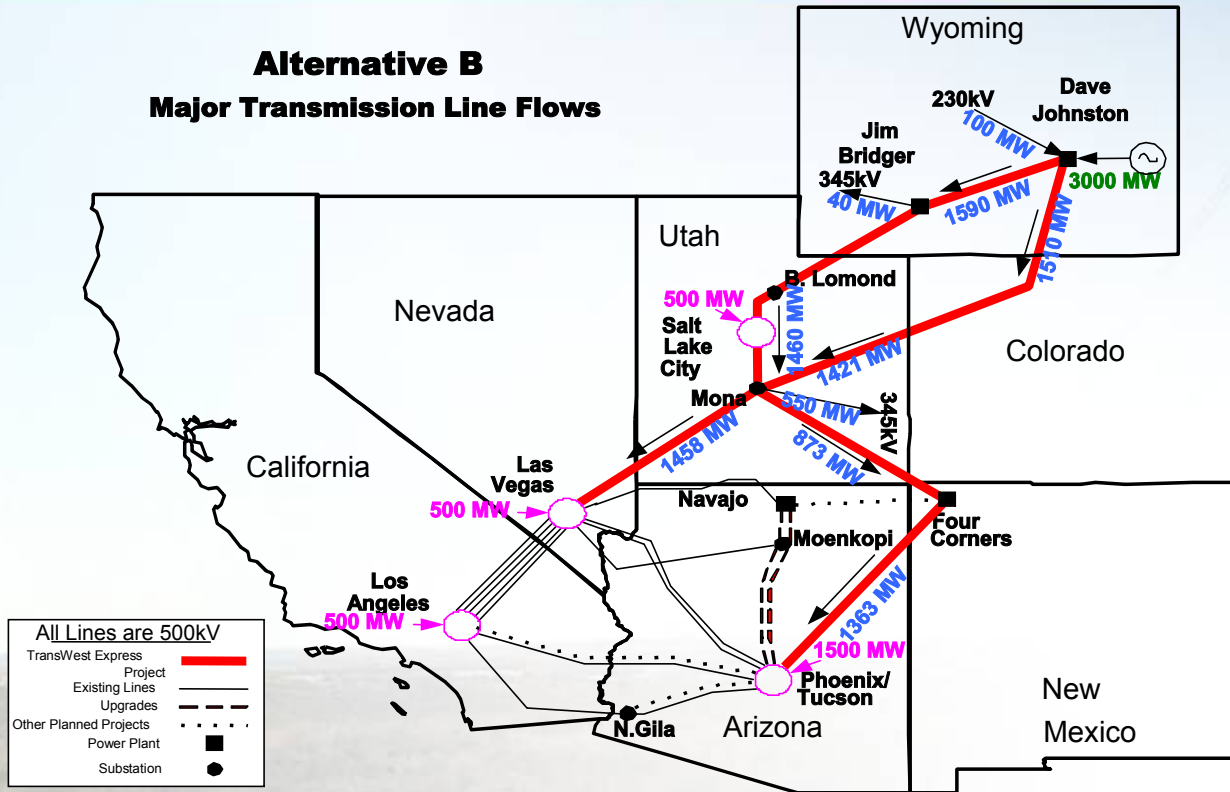 Alternative B
Major Transmission Line Flows
Wyoming
Dave
Johnston
230kV
100 MW
3000 MW
Jim
Bridger
345kV
40 MW
1590 MW
1510 MW
Utah
B. Lomond
500 MW
Salt
Lake
City
1460 MW
Nevada
Colorado
1421 MW
Mona
550 MW
345kV
1458 MW
873 MW
California
Las
Vegas
500 MW
Navajo
Moenkopi
Four
Corners
Los
Angeles
500 MW
1363 MW
1500 MW
Phoenix/
Tucson
N.Gila
Arizona
New
Mexico
All Lines are 500kV
TransWest Express
Project
Existing Lines
Upgrades
Other Planned Projects
Power Plant
Substation